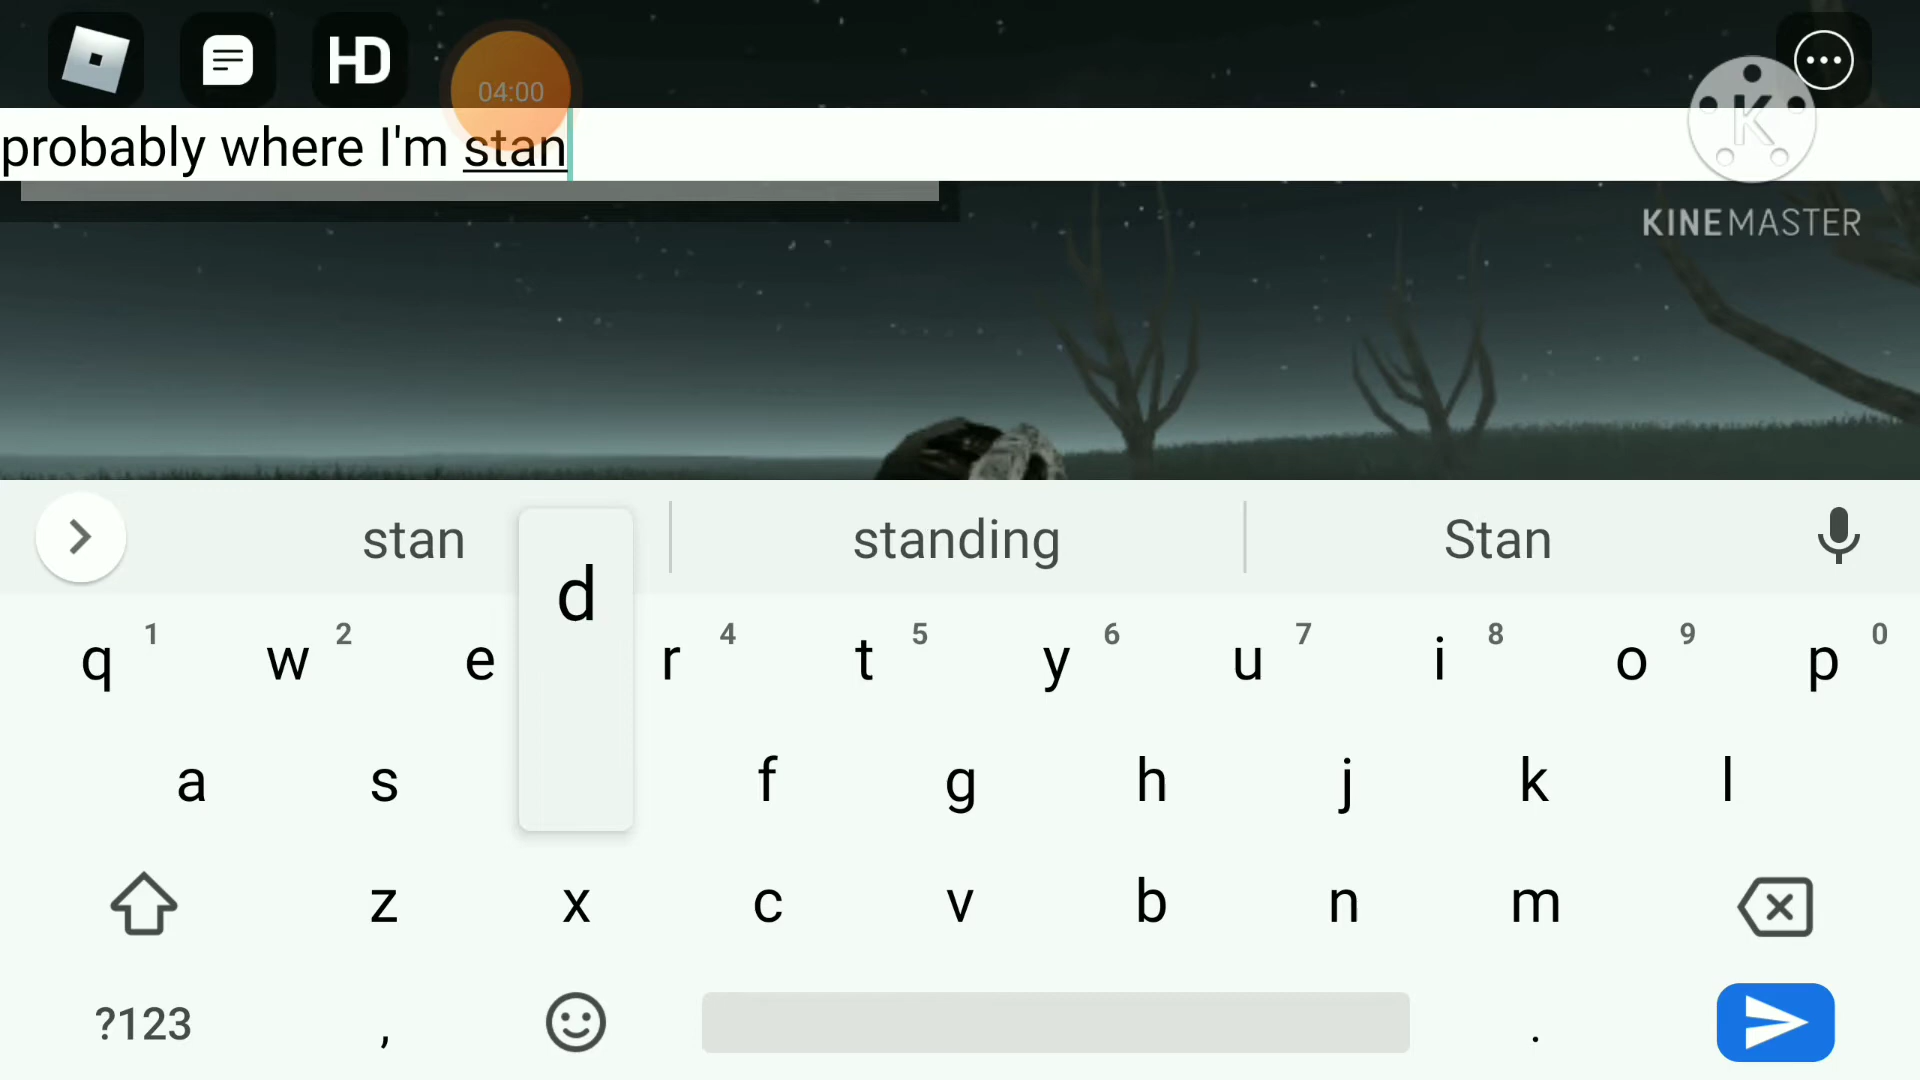 HD
04:00
probably where I'm stan
K
KINEMASTER
stan standing Stan
d
q 1 w 2 e r 4 t 5 y 6 u 7 i 8 o 9 p 0
a s f g h j k l
z x c v b n m
?123 , .